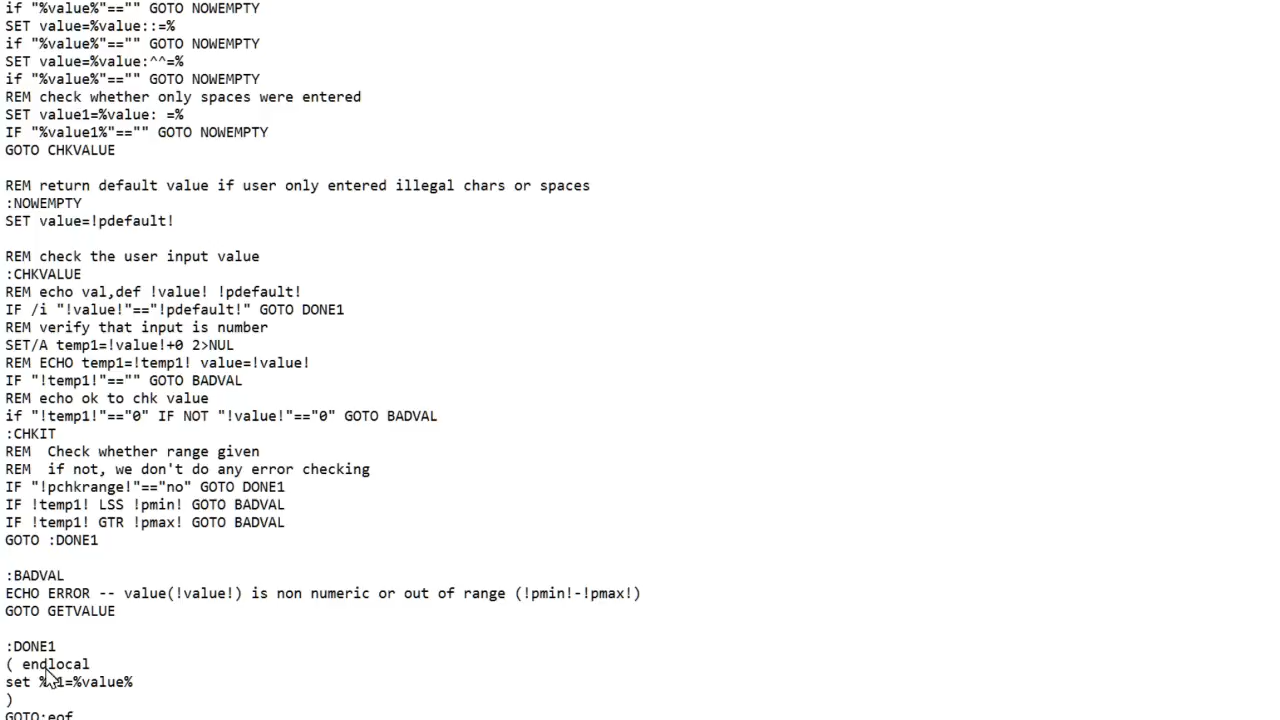 if "%value%"=="" GOTO NOWEMPTY
SET value=%value::=%
if "%value%"=="" GOTO NOWEMPTY
SET value=%value:^^=%
if "%value%"=="" GOTO NOWEMPTY
REM check whether only spaces were entered
SET value1=%value: =%
IF "%value1%"=="" GOTO NOWEMPTY
GOTO CHKVALUE
REM return default value if user only entered illegal chars or spaces
:NOWEMPTY
SET value=!pdefault!
REM check the user input value
:CHKVALUE
REM echo val,def !value! !pdefault!
IF /i "!value!"=="!pdefault!" GOTO DONE1
REM verify that input is number
SET/A temp1=!value!+0 2>NUL
REM ECHO temp1=!temp1! value=!value!
IF "!temp1!"=="" GOTO BADVAL
REM echo ok to chk value
if "!temp1!"=="0" IF NOT "!value!"=="0" GOTO BADVAL
:CHKIT
REM  Check whether range given
REM  if not, we don't do any error checking
IF "!pchkrange!"=="no" GOTO DONE1
IF !temp1! LSS !pmin! GOTO BADVAL
IF !temp1! GTR !pmax! GOTO BADVAL
GOTO :DONE1
:BADVAL
ECHO ERROR -- value(!value!) is non numeric or out of range (!pmin!-!pmax!)
GOTO GETVALUE
:DONE1
( endlocal
set %~1=%value%
)
GOTO:eof